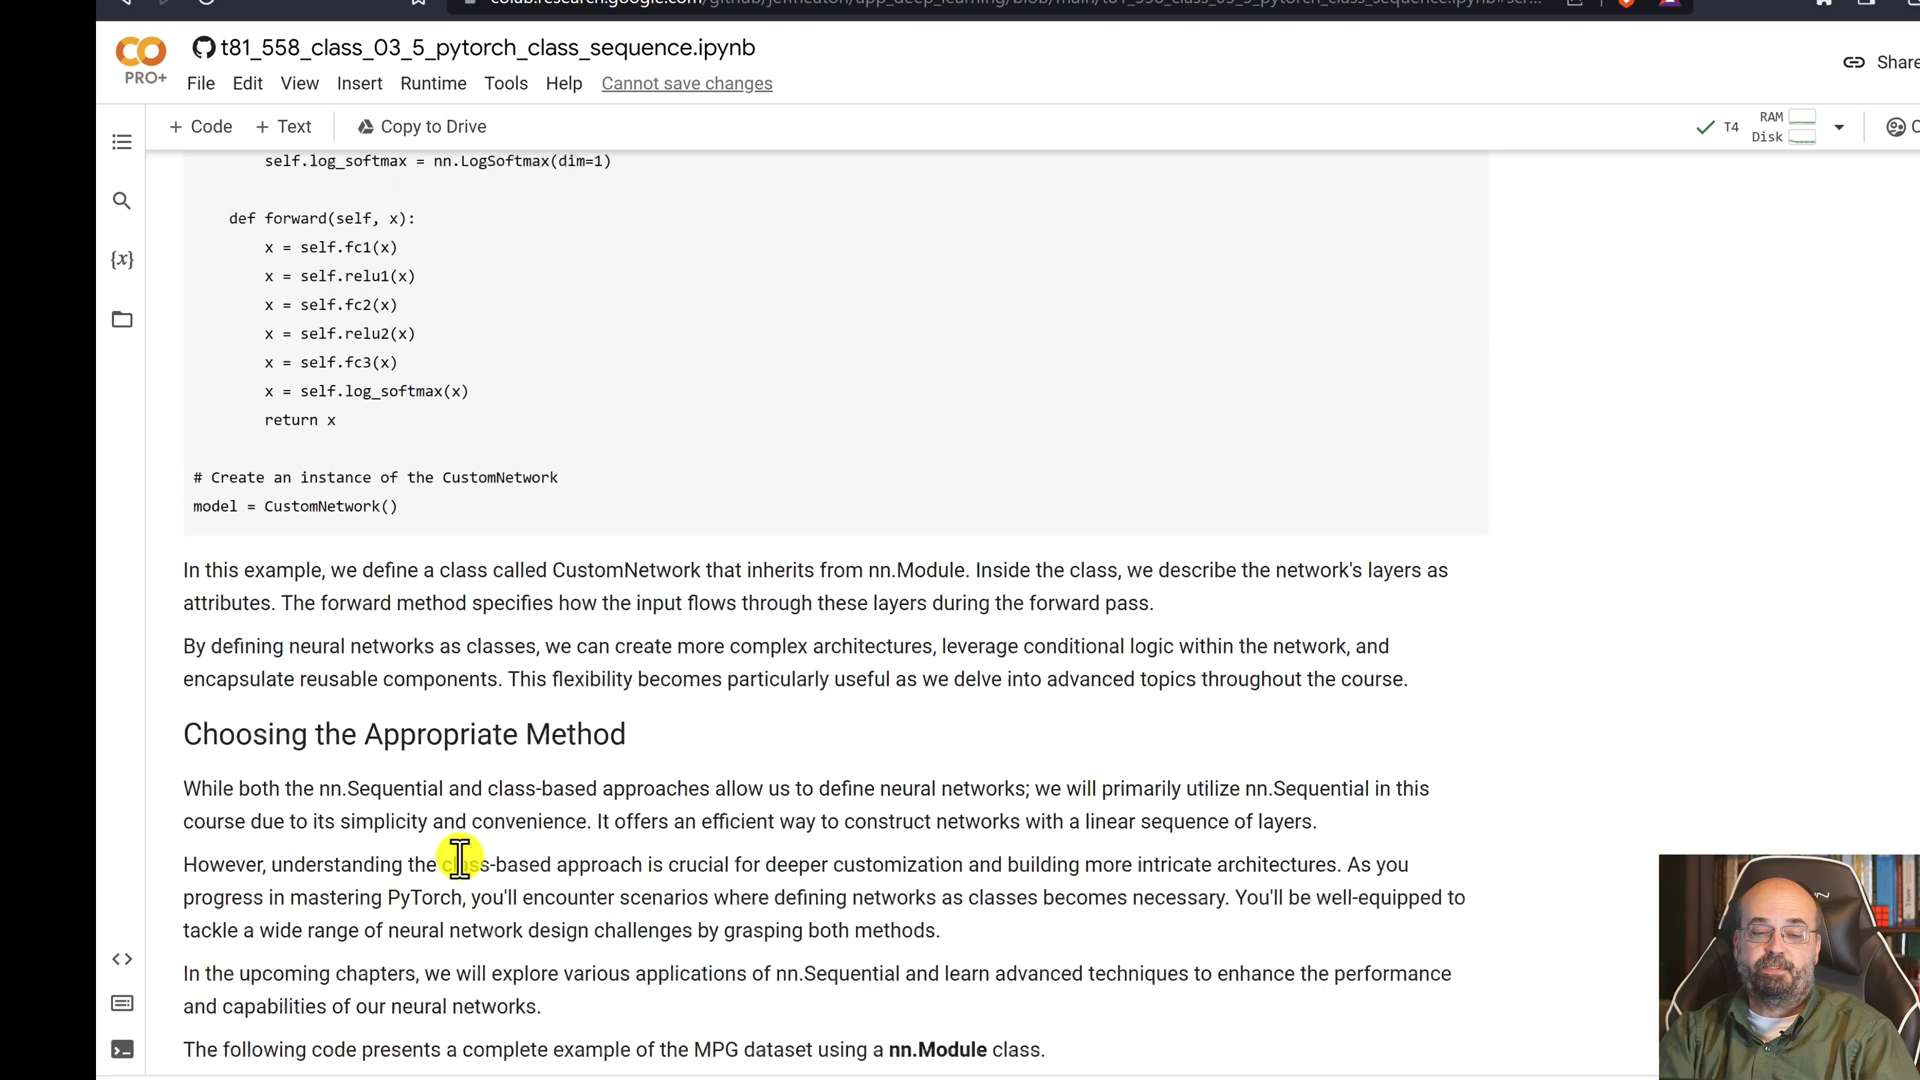 t81_558_class_03_5_pytorch_class_sequence.ipynb
PRO+
File Edit View Insert Runtime Tools Help Cannot save changes
Share
+ Code + Text Copy to Drive
T4 RAM
Disk
self.log_softmax = nn.LogSoftmax(dim=1)
def forward(self, x):
x = self.fc1(x)
x = self.relu1(x)
x = self.fc2(x)
x = self.relu2(x)
x = self.fc3(x)
x = self.log_softmax(x)
return x
# Create an instance of the CustomNetwork
model = CustomNetwork()
In this example, we define a class called CustomNetwork that inherits from nn.Module. Inside the class, we describe the network's layers as
attributes. The forward method specifies how the input flows through these layers during the forward pass.
By defining neural networks as classes, we can create more complex architectures, leverage conditional logic within the network, and
encapsulate reusable components. This flexibility becomes particularly useful as we delve into advanced topics throughout the course.
Choosing the Appropriate Method
While both the nn.Sequential and class-based approaches allow us to define neural networks; we will primarily utilize nn.Sequential in this
course due to its simplicity and convenience. It offers an efficient way to construct networks with a linear sequence of layers.
However, understanding the class-based approach is crucial for deeper customization and building more intricate architectures. As you
progress in mastering PyTorch, you'll encounter scenarios where defining networks as classes becomes necessary. You'll be well-equipped to
tackle a wide range of neural network design challenges by grasping both methods.
In the upcoming chapters, we will explore various applications of nn.Sequential and learn advanced techniques to enhance the performance
and capabilities of our neural networks.
The following code presents a complete example of the MPG dataset using a nn.Module class.